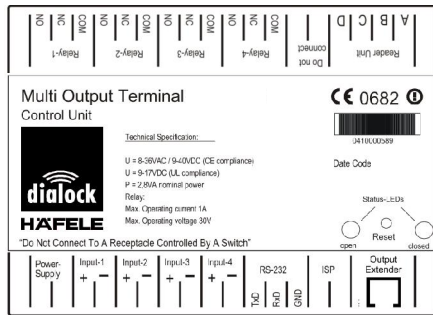 NO NC COM NO NC COM NO NC COM NO NC COM D C B A
Relay-1 Relay-2 Relay-3 Relay-4 Do not connect Reader Unit
Multi Output Terminal
Control Unit
CE 0682
0410000589
Technical Specification:
Date Code
U = 8-36VAC / 9-40VDC (CE compliance)
U = 9-17VDC (UL compliance)
P = 2,8VA nominal power
Relay:
Max. Operating current 1A
Max. Operating voltage 30V
dialock
HÄFELE
Status-LEDs
Reset
open
closed
"Do Not Connect To A Receptacle Controlled By A Switch"
Power-Supply Input-1 Input-2 Input-3 Input-4 RS-232 ISP Output Extender
+ − + − + − + − TxD RxD GND